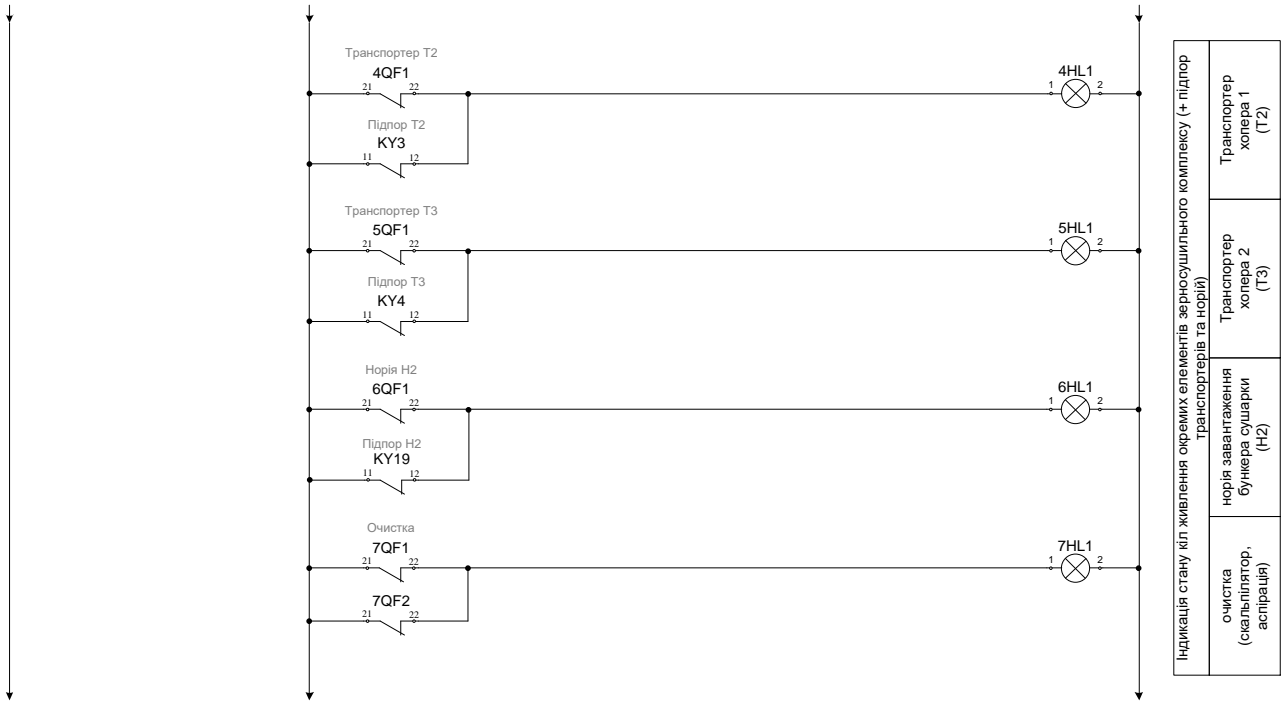 Транспортер Т2
4QF1
21 22
4HL1
1 2
Підпор Т2
KY3
11 12
Транспортер Т3
5QF1
21 22
5HL1
1 2
Підпор Т3
KY4
11 12
Норія Н2
6QF1
21 22
6HL1
1 2
Підпор Н2
KY19
11 12
Очистка
7QF1
21 22
7HL1
1 2
7QF2
21 22
Індикація стану кіл живлення окремих елементів зерносушильного комплексу (+ підпор
транспортерів та норій)
Транспортер
хопера 1
(Т2)
Транспортер
хопера 2
(Т3)
норія завантаження
бункера сушарки
(Н2)
очистка
(скальпілятор,
аспірація)